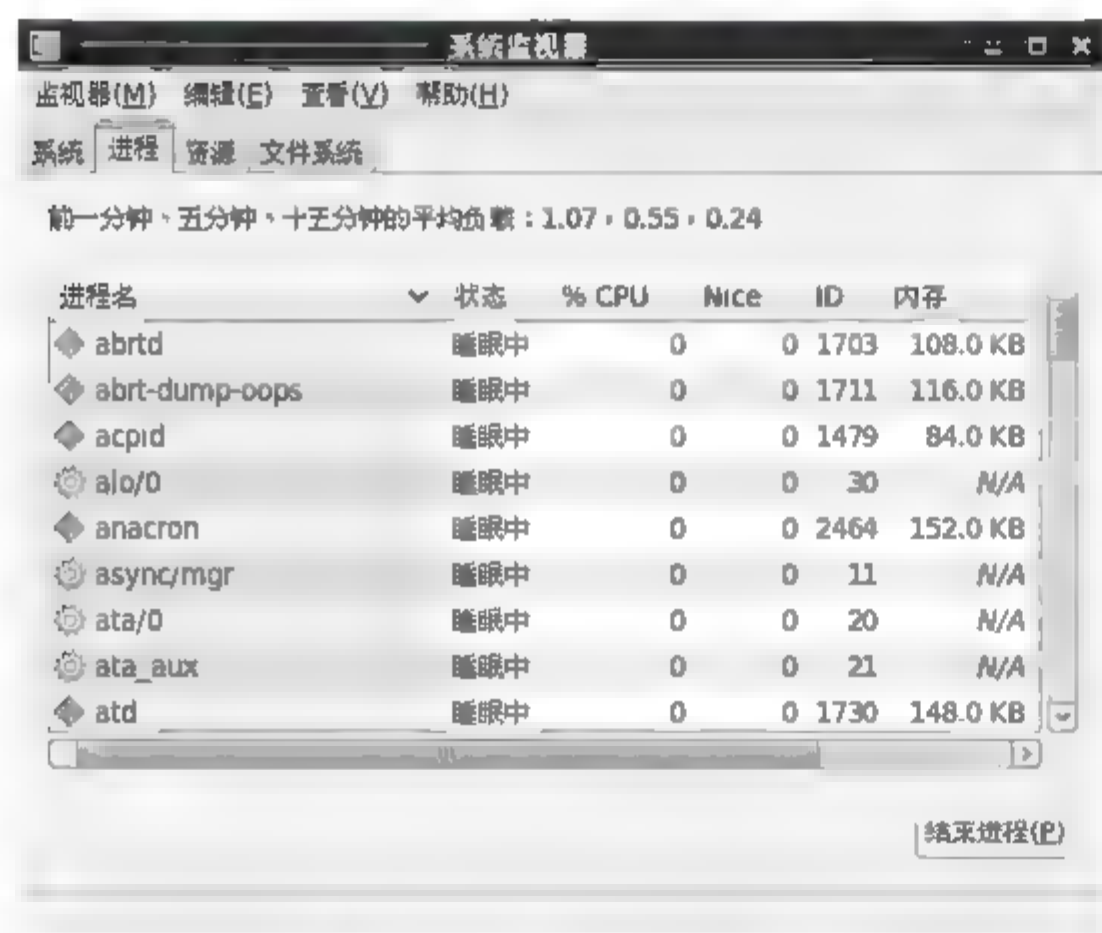 系统监视器
监视器(M) 编辑(E) 查看(V) 帮助(H)
系统 进程 资源 文件系统
前一分钟、五分钟、十五分钟的平均负载：1.07，0.55，0.24
进程名 状态 % CPU Nice ID 内存
abrtd 睡眠中 0 0 1703 108.0 KB
abrt-dump-oops 睡眠中 0 0 1711 116.0 KB
acpid 睡眠中 0 0 1479 84.0 KB
aio/0 睡眠中 0 0 30 N/A
anacron 睡眠中 0 0 2464 152.0 KB
async/mgr 睡眠中 0 0 11 N/A
ata/0 睡眠中 0 0 20 N/A
ata_aux 睡眠中 0 0 21 N/A
atd 睡眠中 0 0 1730 148.0 KB
结束进程(P)